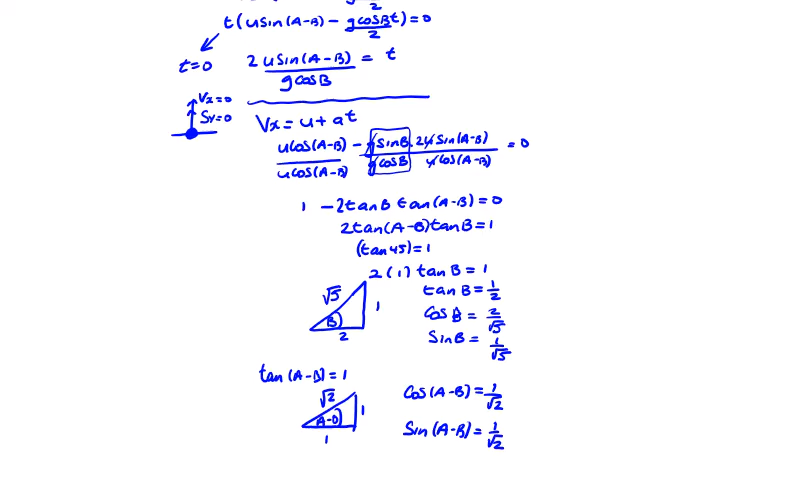 2
t(usin(A-B) - gcosBt/2) = 0
t=0 2usin(A-B)/gcosB = t
Vx=0
Sy=0
Vx = u + at
ucos(A-B)/ucos(A-B) - gsinB/gcosB . 2usin(A-B)/ucos(A-B) = 0
1 - 2tanB tan(A-B) = 0
2tan(A-B)tanB = 1
(tan45) = 1
2(1) tanB = 1
tanB = 1/2
√5 1 B 2
cosB = 2/√5
sinB = 1/√5
tan(A-B) = 1
√2 1 A-B 1
cos(A-B) = 1/√2
sin(A-B) = 1/√2